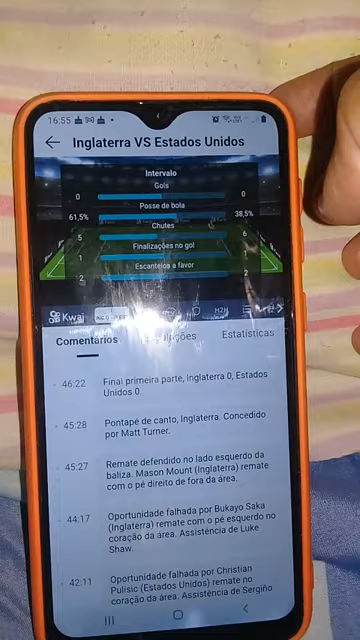 16:55
Inglaterra VS Estados Unidos
Intervalo
Gols
0 0
Posse de bola
61,5% 38,5%
Chutes
5 6
Finalizações no gol
1 1
Escanteios a favor
2 2
Kwai H2H
Comentários Estatísticas
46:22 Final primeira parte, Inglaterra 0, Estados
Unidos 0.
45:28 Pontapé de canto, Inglaterra. Concedido
por Matt Turner.
45:27 Remate defendido no lado esquerdo da
baliza. Mason Mount (Inglaterra) remate
com o pé direito de fora da área.
44:17 Oportunidade falhada por Bukayo Saka
(Inglaterra) remate com o pé esquerdo no
coração da área. Assistência de Luke
Shaw.
42:11 Oportunidade falhada por Christian
Pulisic (Estados Unidos) remate no
coração da área. Assistência de Sergiño